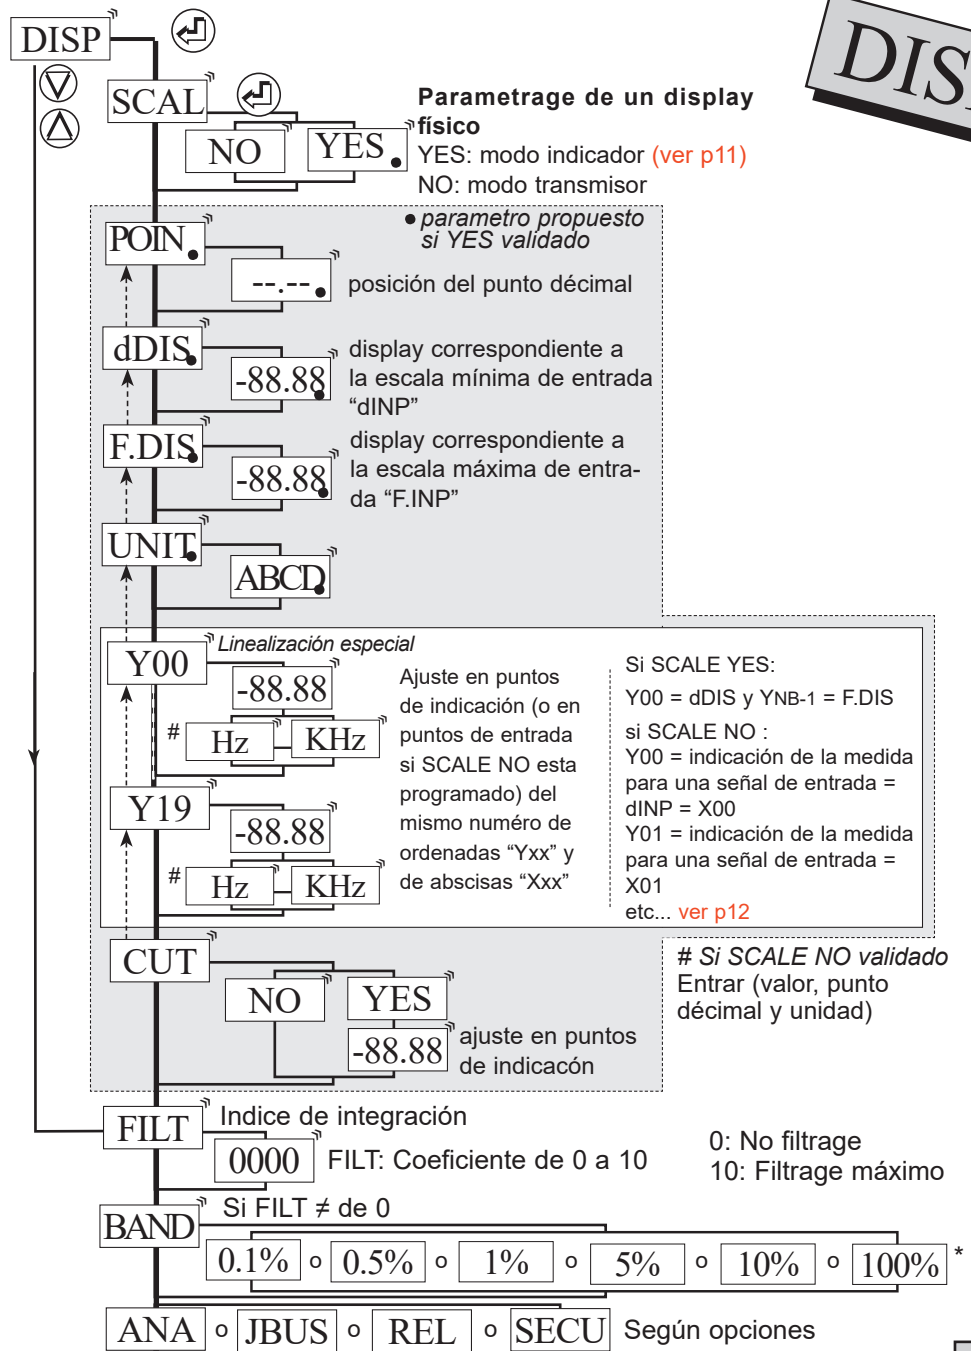 DISP
DIS
SCAL
NO
YES
Parametrage de un display
físico
YES: modo indicador (ver p11)
NO: modo transmisor
• parametro propuesto
si YES validado
POIN
--.--
posición del punto décimal
dDIS
-88.88
display correspondiente a
la escala mínima de entrada
“dINP”
F.DIS
-88.88
display correspondiente a
la escala máxima de entra-
da “F.INP”
UNIT
ABCD
Linealización especial
Y00
-88.88
# Hz KHz
Y19
-88.88
# Hz KHz
Ajuste en puntos
de indicación (o en
puntos de entrada
si SCALE NO esta
programado) del
mismo numéro de
ordenadas “Yxx” y
de abscisas “Xxx”
Si SCALE YES:
Y00 = dDIS y YNB-1 = F.DIS
si SCALE NO :
Y00 = indicación de la medida
para una señal de entrada =
dINP = X00
Y01 = indicación de la medida
para una señal de entrada =
X01
etc... ver p12
# Si SCALE NO validado
Entrar (valor, punto
décimal y unidad)
CUT
NO
YES
-88.88
ajuste en puntos
de indicacón
FILT
Indice de integración
0000
FILT: Coeficiente de 0 a 10
0: No filtrage
10: Filtrage máximo
BAND
Si FILT ≠ de 0
0.1% o 0.5% o 1% o 5% o 10% o 100% *
ANA o JBUS o REL o SECU Según opciones